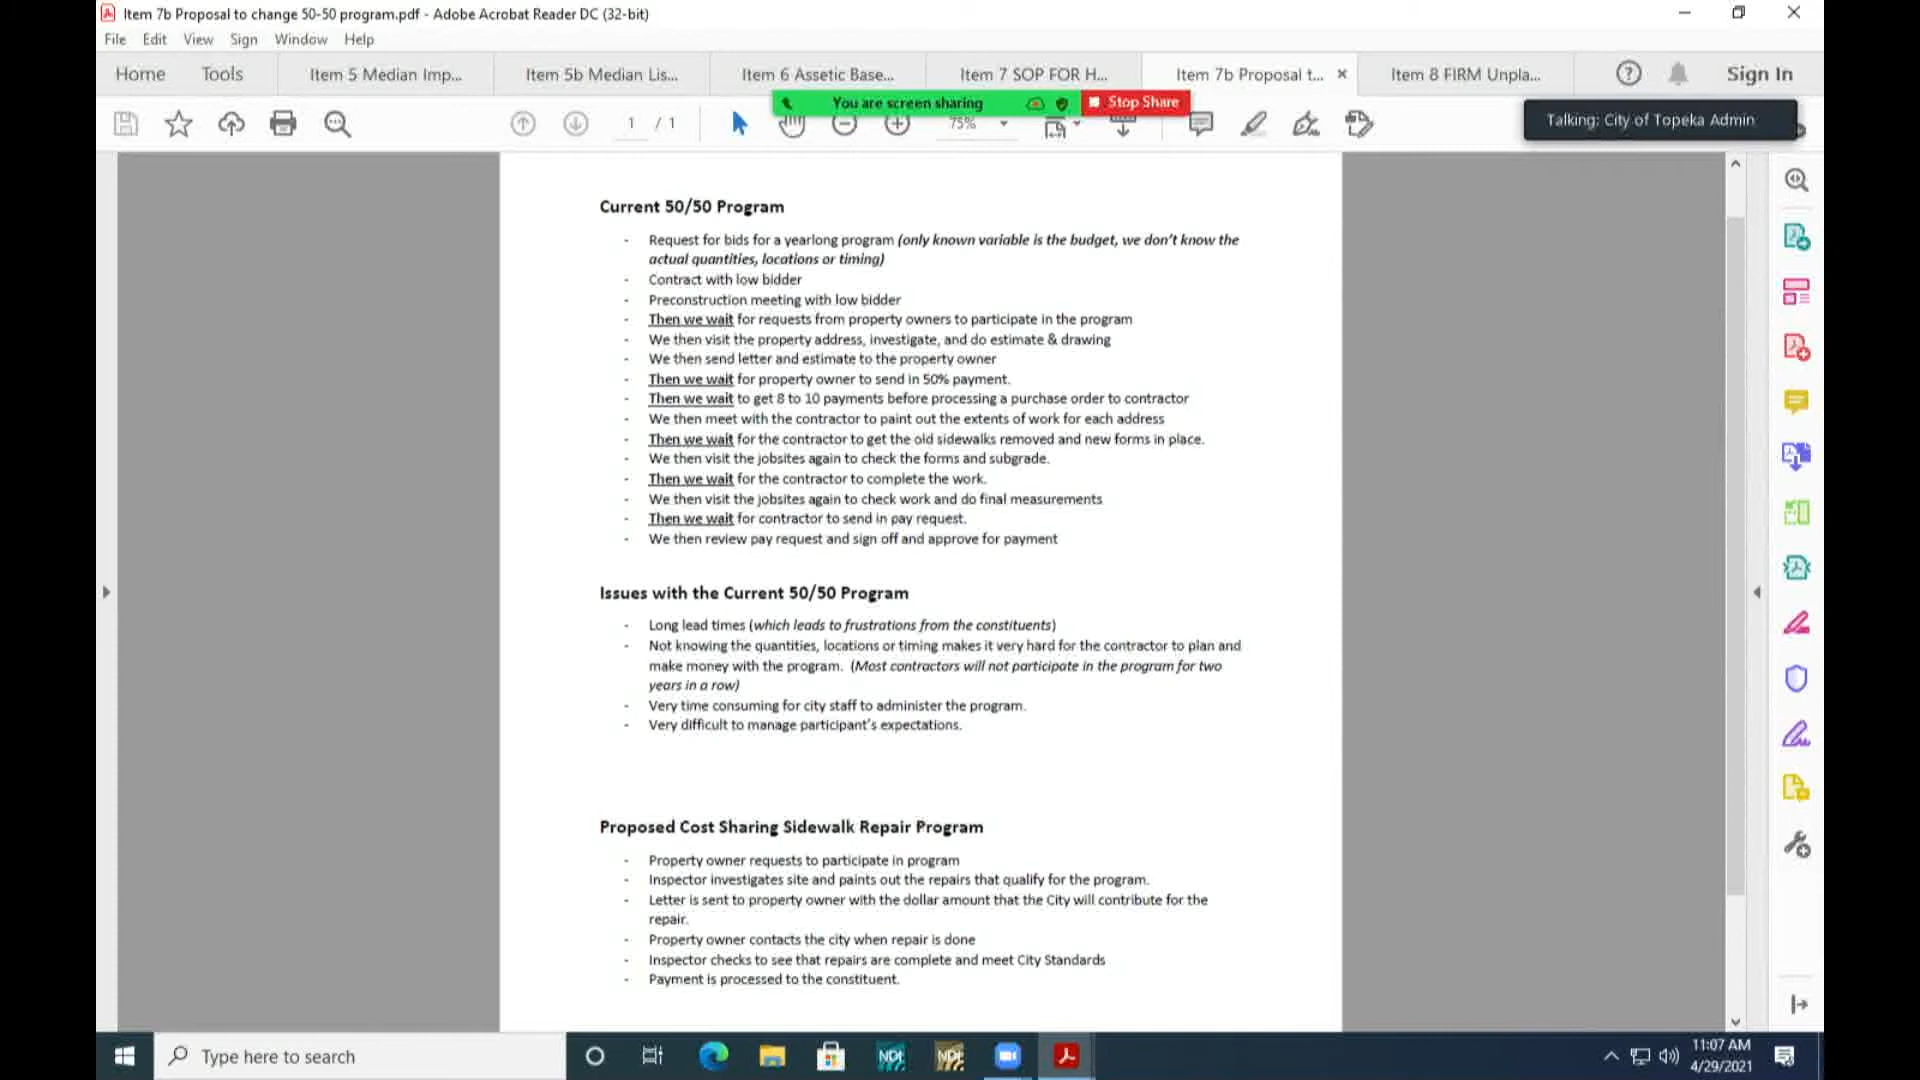 Item 7b Proposal to change 50-50 program.pdf - Adobe Acrobat Reader DC (32-bit)
File Edit View Sign Window Help
Home Tools Item 5 Median Imp... Item 5b Median Lis... Item 6 Assetic Base... Item 7 SOP FOR H... Item 7b Proposal t... Item 8 FIRM Unpla... Sign In
You are screen sharing Stop Share
1 / 1 75% Talking: City of Topeka Admin
Current 50/50 Program
- Request for bids for a yearlong program (only known variable is the budget, we don't know the
actual quantities, locations or timing)
- Contract with low bidder
- Preconstruction meeting with low bidder
- Then we wait for requests from property owners to participate in the program
- We then visit the property address, investigate, and do estimate & drawing
- We then send letter and estimate to the property owner
- Then we wait for property owner to send in 50% payment.
- Then we wait to get 8 to 10 payments before processing a purchase order to contractor
- We then meet with the contractor to paint out the extents of work for each address
- Then we wait for the contractor to get the old sidewalks removed and new forms in place.
- We then visit the jobsites again to check the forms and subgrade.
- Then we wait for the contractor to complete the work.
- We then visit the jobsites again to check work and do final measurements
- Then we wait for contractor to send in pay request.
- We then review pay request and sign off and approve for payment
Issues with the Current 50/50 Program
- Long lead times (which leads to frustrations from the constituents)
- Not knowing the quantities, locations or timing makes it very hard for the contractor to plan and
make money with the program. (Most contractors will not participate in the program for two
years in a row)
- Very time consuming for city staff to administer the program.
- Very difficult to manage participant's expectations.
Proposed Cost Sharing Sidewalk Repair Program
- Property owner requests to participate in program
- Inspector investigates site and paints out the repairs that qualify for the program.
- Letter is sent to property owner with the dollar amount that the City will contribute for the
repair.
- Property owner contacts the city when repair is done
- Inspector checks to see that repairs are complete and meet City Standards
- Payment is processed to the constituent.
Type here to search
11:07 AM
4/29/2021